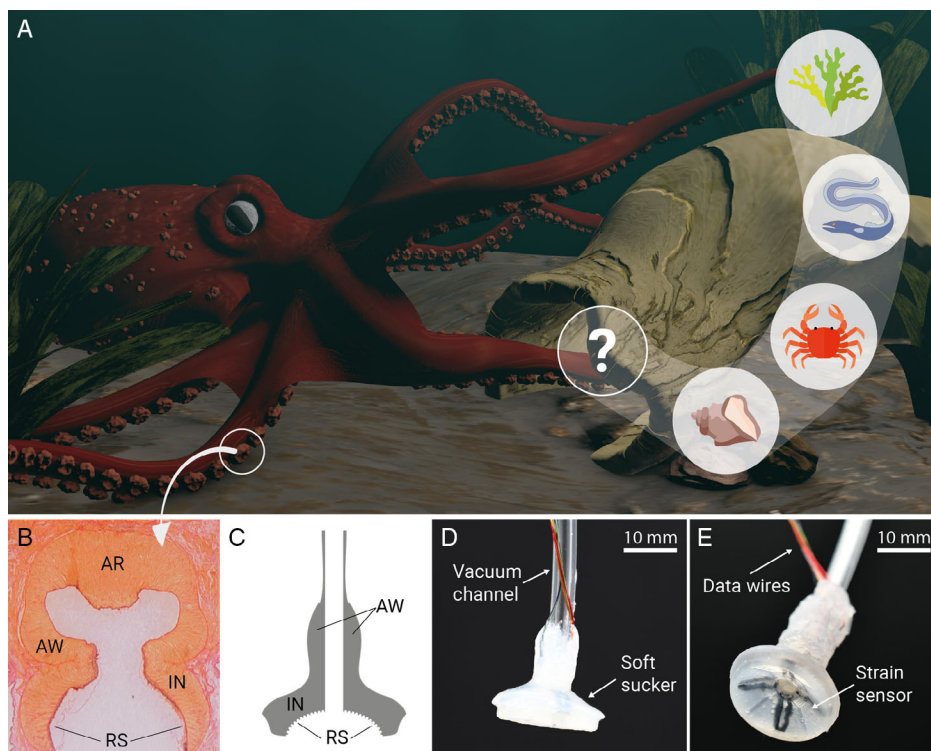 A
?
B
AR
AW
IN
RS
C
AW
IN
RS
D
10 mm
Vacuum
channel
Soft
sucker
E
10 mm
Data wires
Strain
sensor